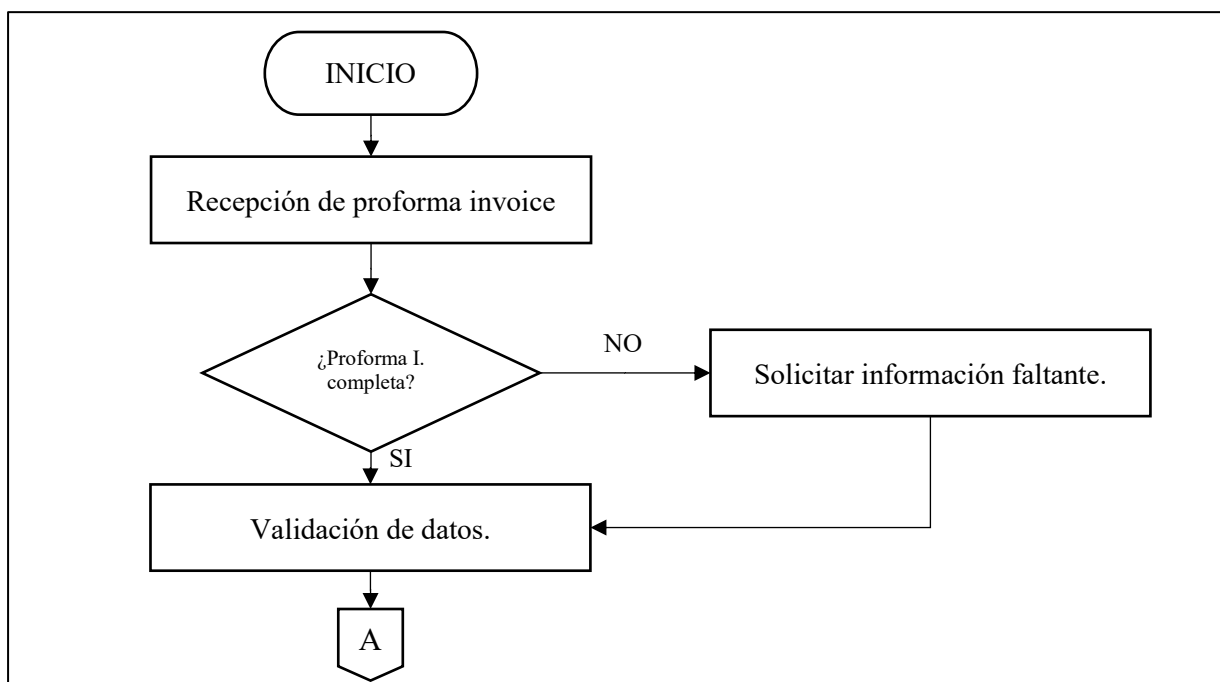 INICIO
Recepción de proforma invoice
¿Proforma I.
completa?
NO
Solicitar información faltante.
SI
Validación de datos.
A